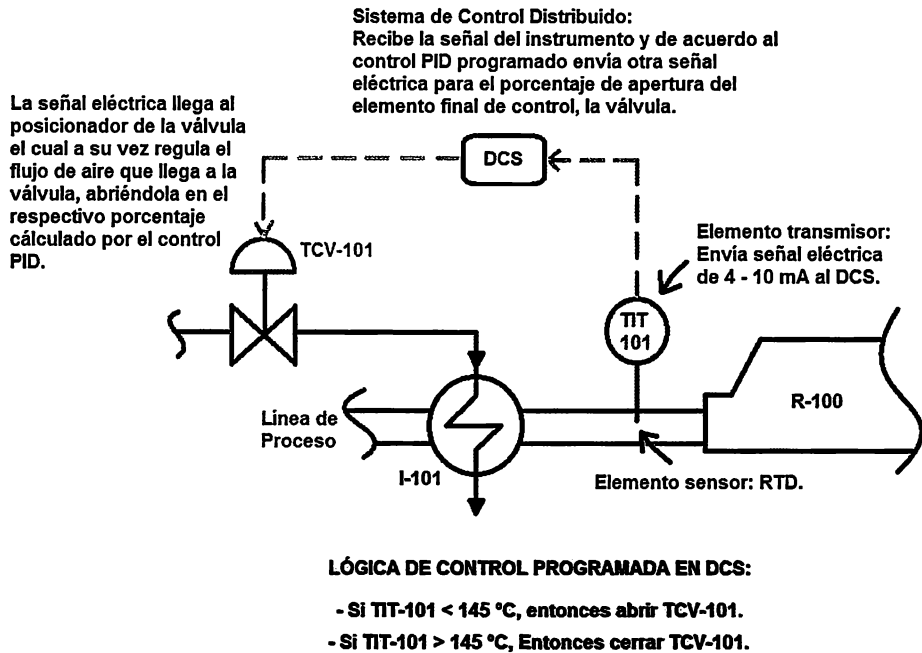 Sistema de Control Distribuido:
Recibe la señal del instrumento y de acuerdo al
control PID programado envía otra señal
eléctrica para el porcentaje de apertura del
elemento final de control, la válvula.
La señal eléctrica llega al
posicionador de la válvula
el cual a su vez regula el
flujo de aire que llega a la
válvula, abriéndola en el
respectivo porcentaje
cálculado por el control
PID.
DCS
TCV-101
Elemento transmisor:
Envía señal eléctrica
de 4 - 10 mA al DCS.
TIT
101
R-100
Línea de
Proceso
I-101
Elemento sensor: RTD.
LÓGICA DE CONTROL PROGRAMADA EN DCS:
- Si TIT-101 < 145 ºC, entonces abrir TCV-101.
- Si TIT-101 > 145 ºC, Entonces cerrar TCV-101.